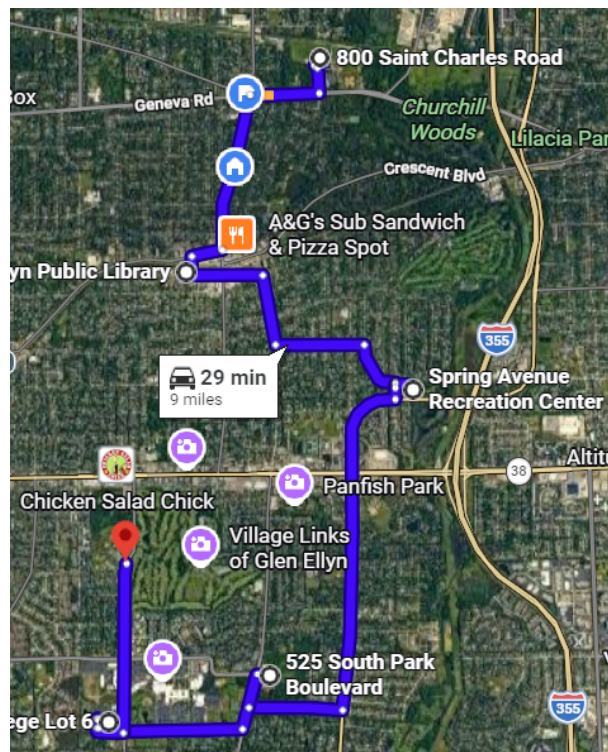 800 Saint Charles Road
ox
Geneva Rd
Churchill
Woods
Lilacia Par
Crescent Blvd
A&G's Sub Sandwich
& Pizza Spot
yn Public Library
355
29 min
9 miles
Spring Avenue
Recreation Center
38
Altitu
Chicken Salad Chick
Panfish Park
Village Links
of Glen Ellyn
525 South Park
Boulevard
ege Lot 6
355